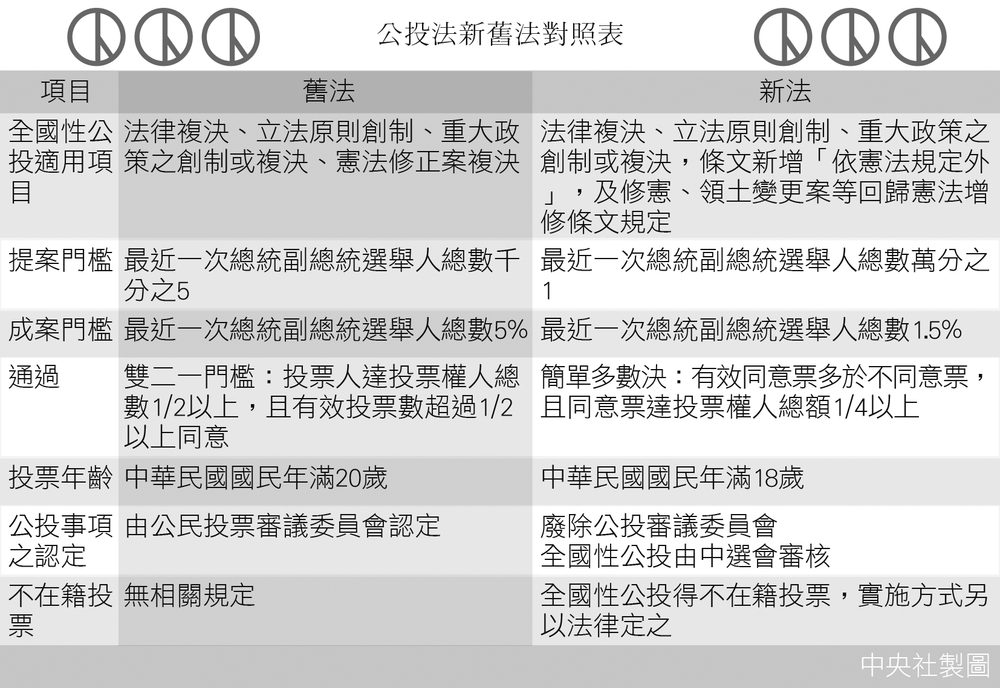 公投法新舊法對照表
項目
舊法
新法
全國性公
投適用項
目
法律複決、立法原則創制、重大政
策之創制或複決、憲法修正案複決
法律複決、立法原則創制、重大政策之
創制或複決，條文新增「依憲法規定外
」，及修憲、領土變更案等回歸憲法增
修條文規定
提案門檻
最近一次總統副總統選舉人總數千
分之5
最近一次總統副總統選舉人總數萬分之
1
成案門檻
最近一次總統副總統選舉人總數5%
最近一次總統副總統選舉人總數1.5%
通過
雙二一門檻：投票人達投票權人總
數1/2以上，且有效投票數超過1/2
以上同意
簡單多數決：有效同意票多於不同意票，
且同意票達投票權人總額1/4以上
投票年齡
中華民國國民年滿20歲
中華民國國民年滿18歲
公投事項
之認定
由公民投票審議委員會認定
廢除公投審議委員會
全國性公投由中選會審核
不在籍投
票
無相關規定
全國性公投得不在籍投票，實施方式另
以法律定之
中央社製圖